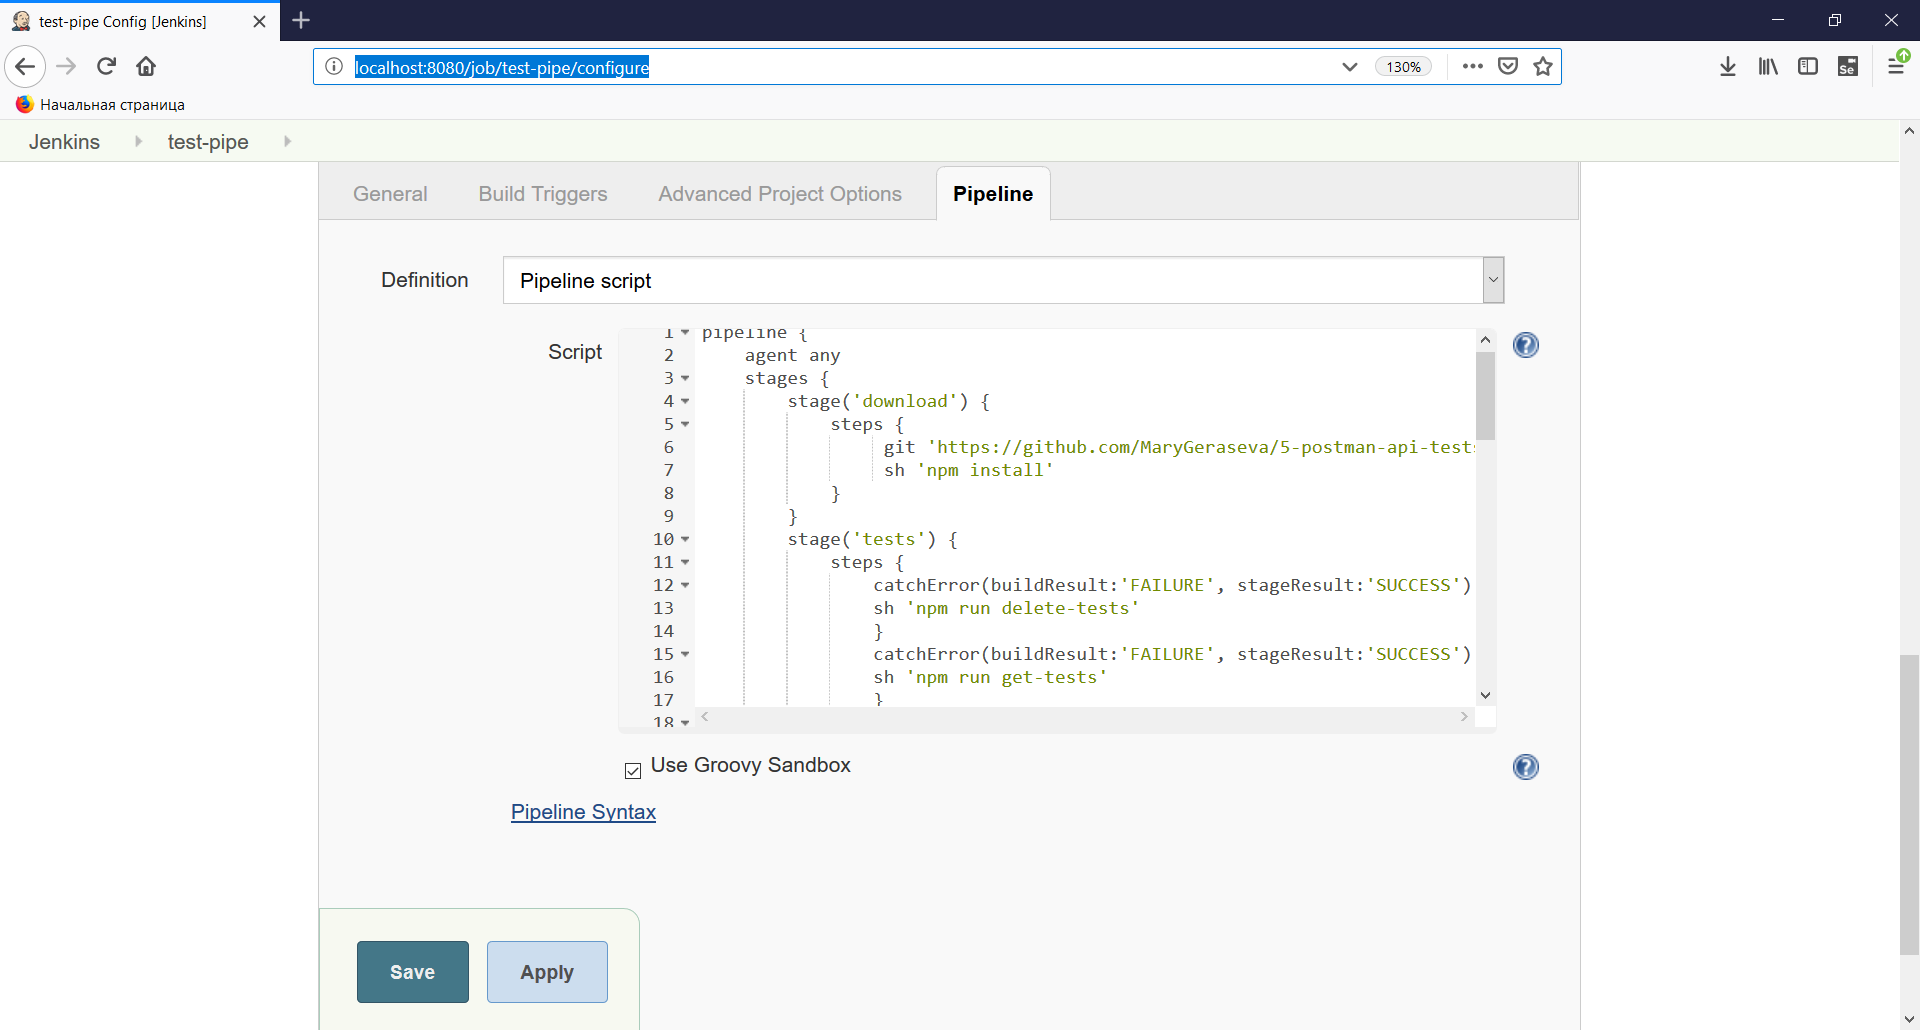 test-pipe Config [Jenkins]
localhost:8080/job/test-pipe/configure
130%
Se
Начальная страница
Jenkins
test-pipe
General
Build Triggers
Advanced Project Options
Pipeline
Definition
Pipeline script
Script
1 pipeline {
2 agent any
3 stages {
4 stage('download') {
5 steps {
6 git 'https://github.com/MaryGeraseva/5-postman-api-test
7 sh 'npm install'
8 }
9 }
10 stage('tests') {
11 steps {
12 catchError(buildResult:'FAILURE', stageResult:'SUCCESS')
13 sh 'npm run delete-tests'
14 }
15 catchError(buildResult:'FAILURE', stageResult:'SUCCESS')
16 sh 'npm run get-tests'
17 }
18
Use Groovy Sandbox
Pipeline Syntax
Save
Apply